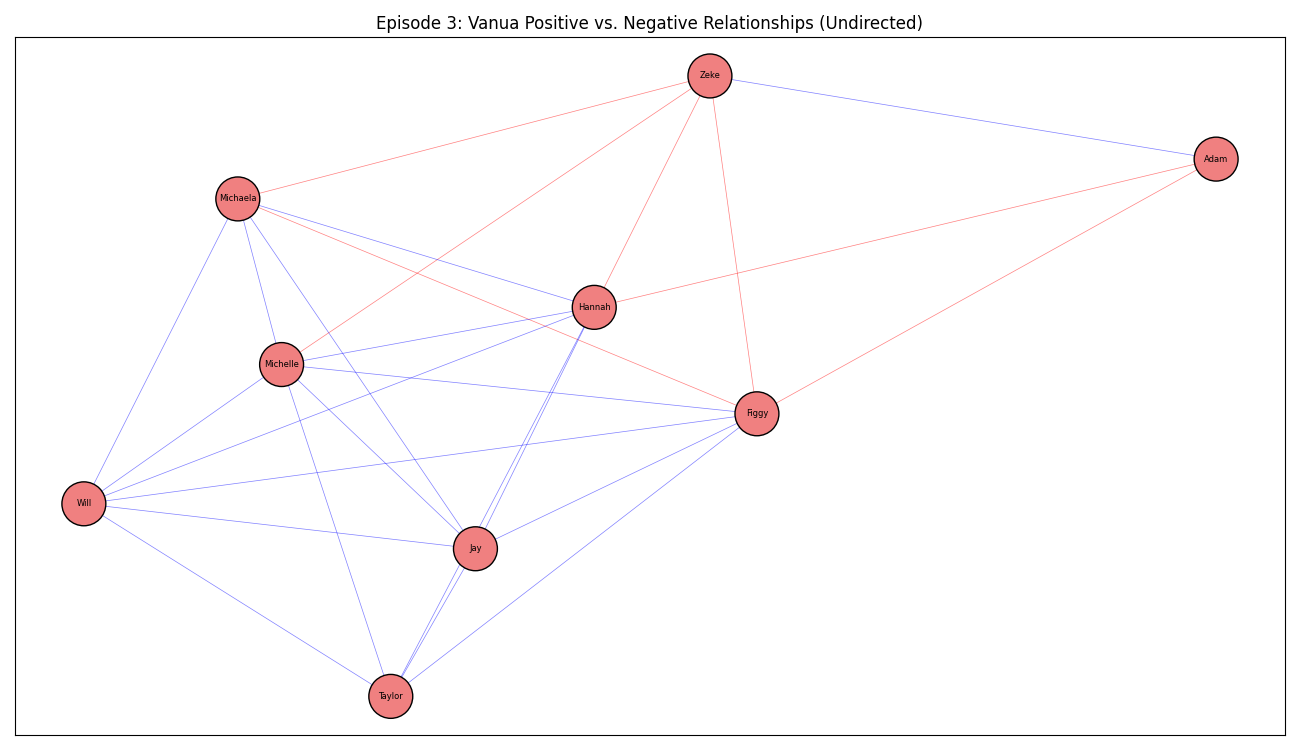 Episode 3: Vanua Positive vs. Negative Relationships (Undirected)
Zeke
Adam
Michaela
Hannah
Michelle
Figgy
Will
Jay
Taylor